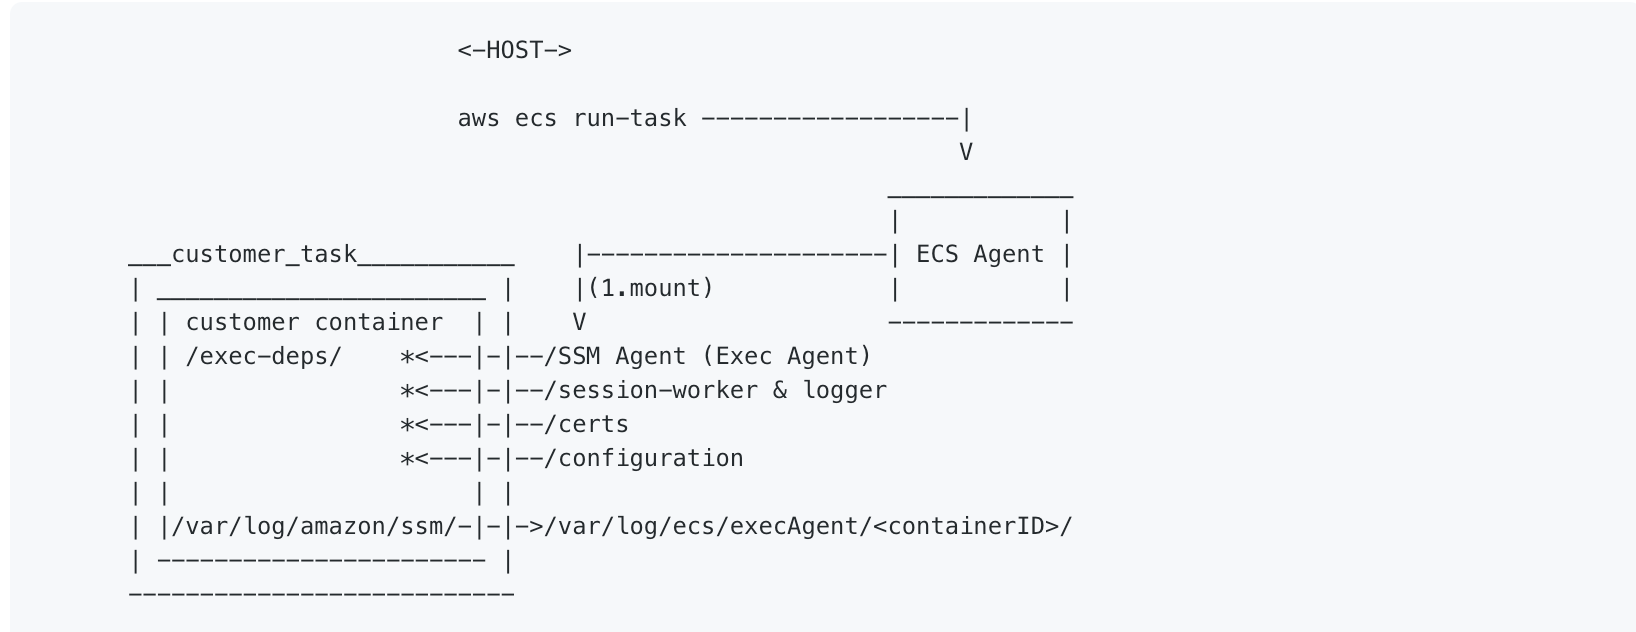 <-HOST->
aws ecs run-task ------------------|
V
_____________
|           |
___customer_task___________    |---------------------| ECS Agent |
| _______________________ |    |(1.mount)            |           |
| | customer container  | |    V                     -------------
| | /exec-deps/    *<---|-|--/SSM Agent (Exec Agent)
| |                *<---|-|--/session-worker & logger
| |                *<---|-|--/certs
| |                *<---|-|--/configuration
| |                     | |
| |/var/log/amazon/ssm/-|-|->/var/log/ecs/execAgent/<containerID>/
| ----------------------- |
---------------------------